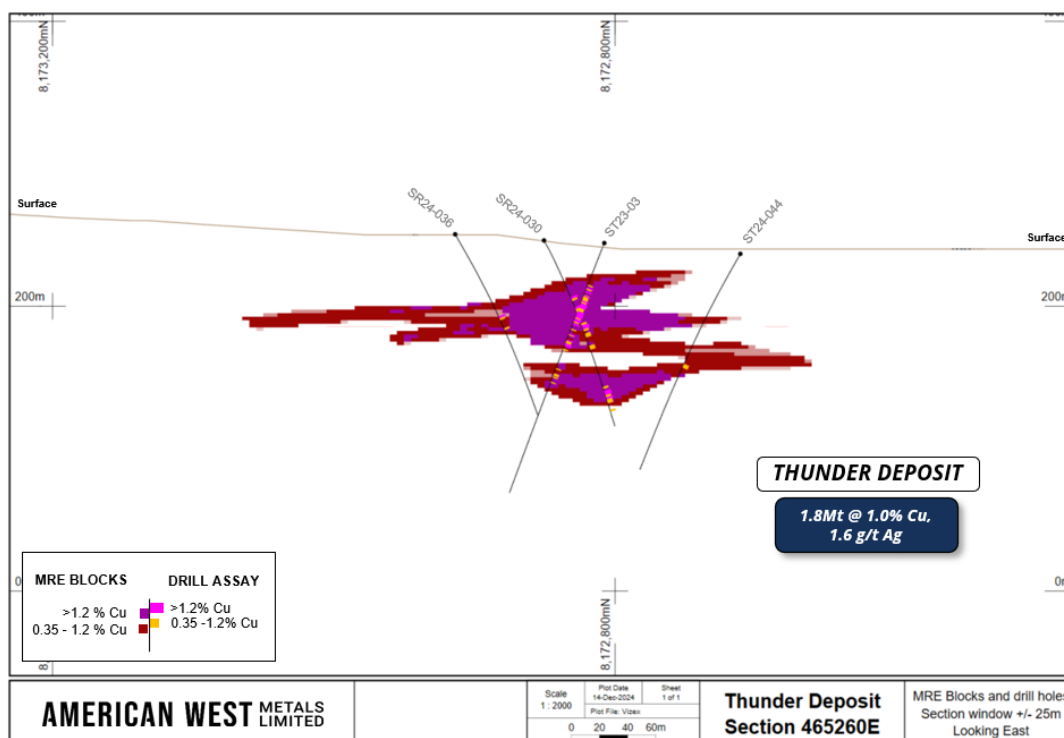 8,173,200mN
8,172,800mN
Surface
SR24-036
SR24-030
ST23-03
ST24-044
Surface
200m
200m
THUNDER DEPOSIT
1.8Mt @ 1.0% Cu,
1.6 g/t Ag
MRE BLOCKS
DRILL ASSAY
>1.2 % Cu
>1.2% Cu
0.35 - 1.2 % Cu
0.35 -1.2% Cu
8,172,800mN
AMERICAN WEST METALS LIMITED
Scale
1 : 2000
Plot Date
14-Dec-2024
Sheet
1 of 1
Plot File: Vizex
0 20 40 60m
Thunder Deposit
Section 465260E
MRE Blocks and drill holes
Section window +/- 25m
Looking East